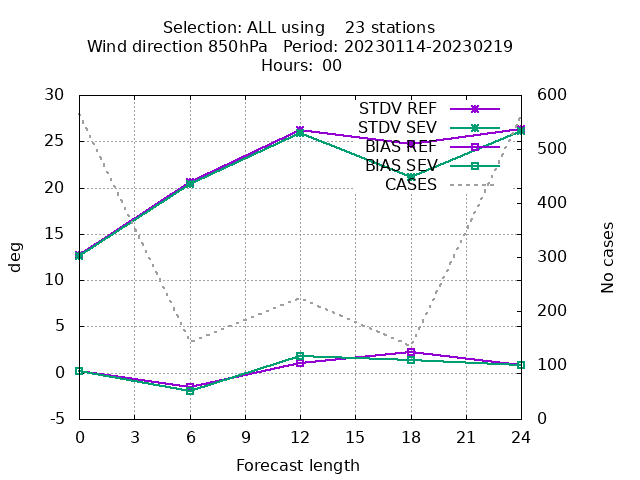 Selection: ALL using    23 stations
Wind direction 850hPa   Period: 20230114-20230219
Hours: 00
30
25
20
15
10
5
0
-5
600
500
400
300
200
100
0
STDV REF
STDV SEV
BIAS REF
BIAS SEV
CASES
deg
No cases
0 3 6 9 12 15 18 21 24
Forecast length